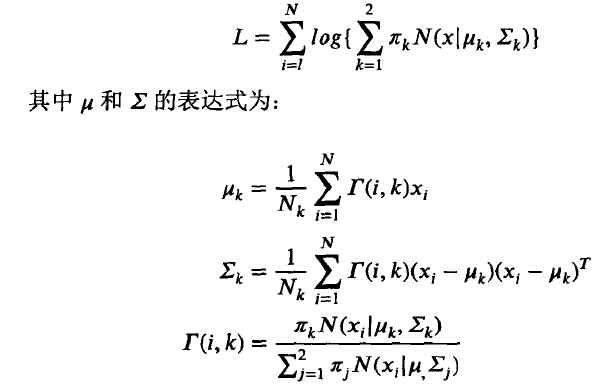 L = \sum_{i=l}^{N} log\{ \sum_{k=1}^{2} \pi_k N(x|\mu_k, \Sigma_k) \}
其中 μ 和 Σ 的表达式为：
\mu_k = \frac{1}{N_k} \sum_{i=1}^{N} \Gamma(i, k) x_i
\Sigma_k = \frac{1}{N_k} \sum_{i=1}^{N} \Gamma(i, k)(x_i - \mu_k)(x_i - \mu_k)^T
\Gamma(i, k) = \frac{\pi_k N(x_i|\mu_k, \Sigma_k)}{\sum_{j=1}^{2} \pi_j N(x_i|\mu, \Sigma_j)}